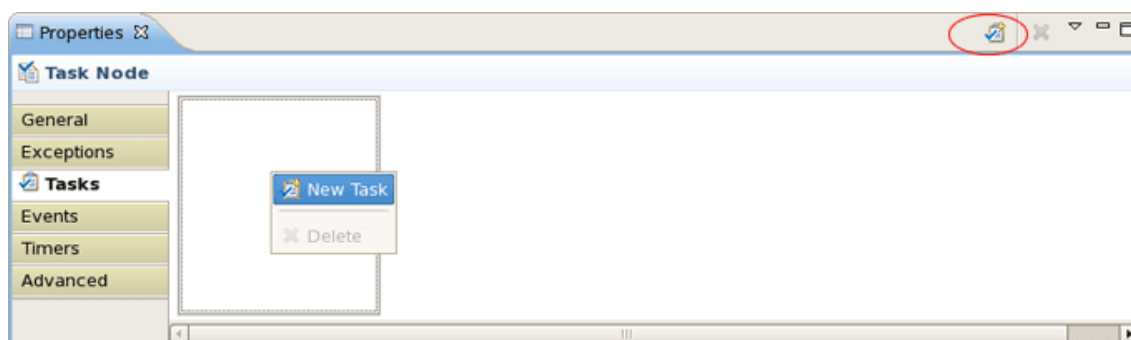 Properties
Task Node
General
Exceptions
Tasks
Events
Timers
Advanced
New Task
Delete